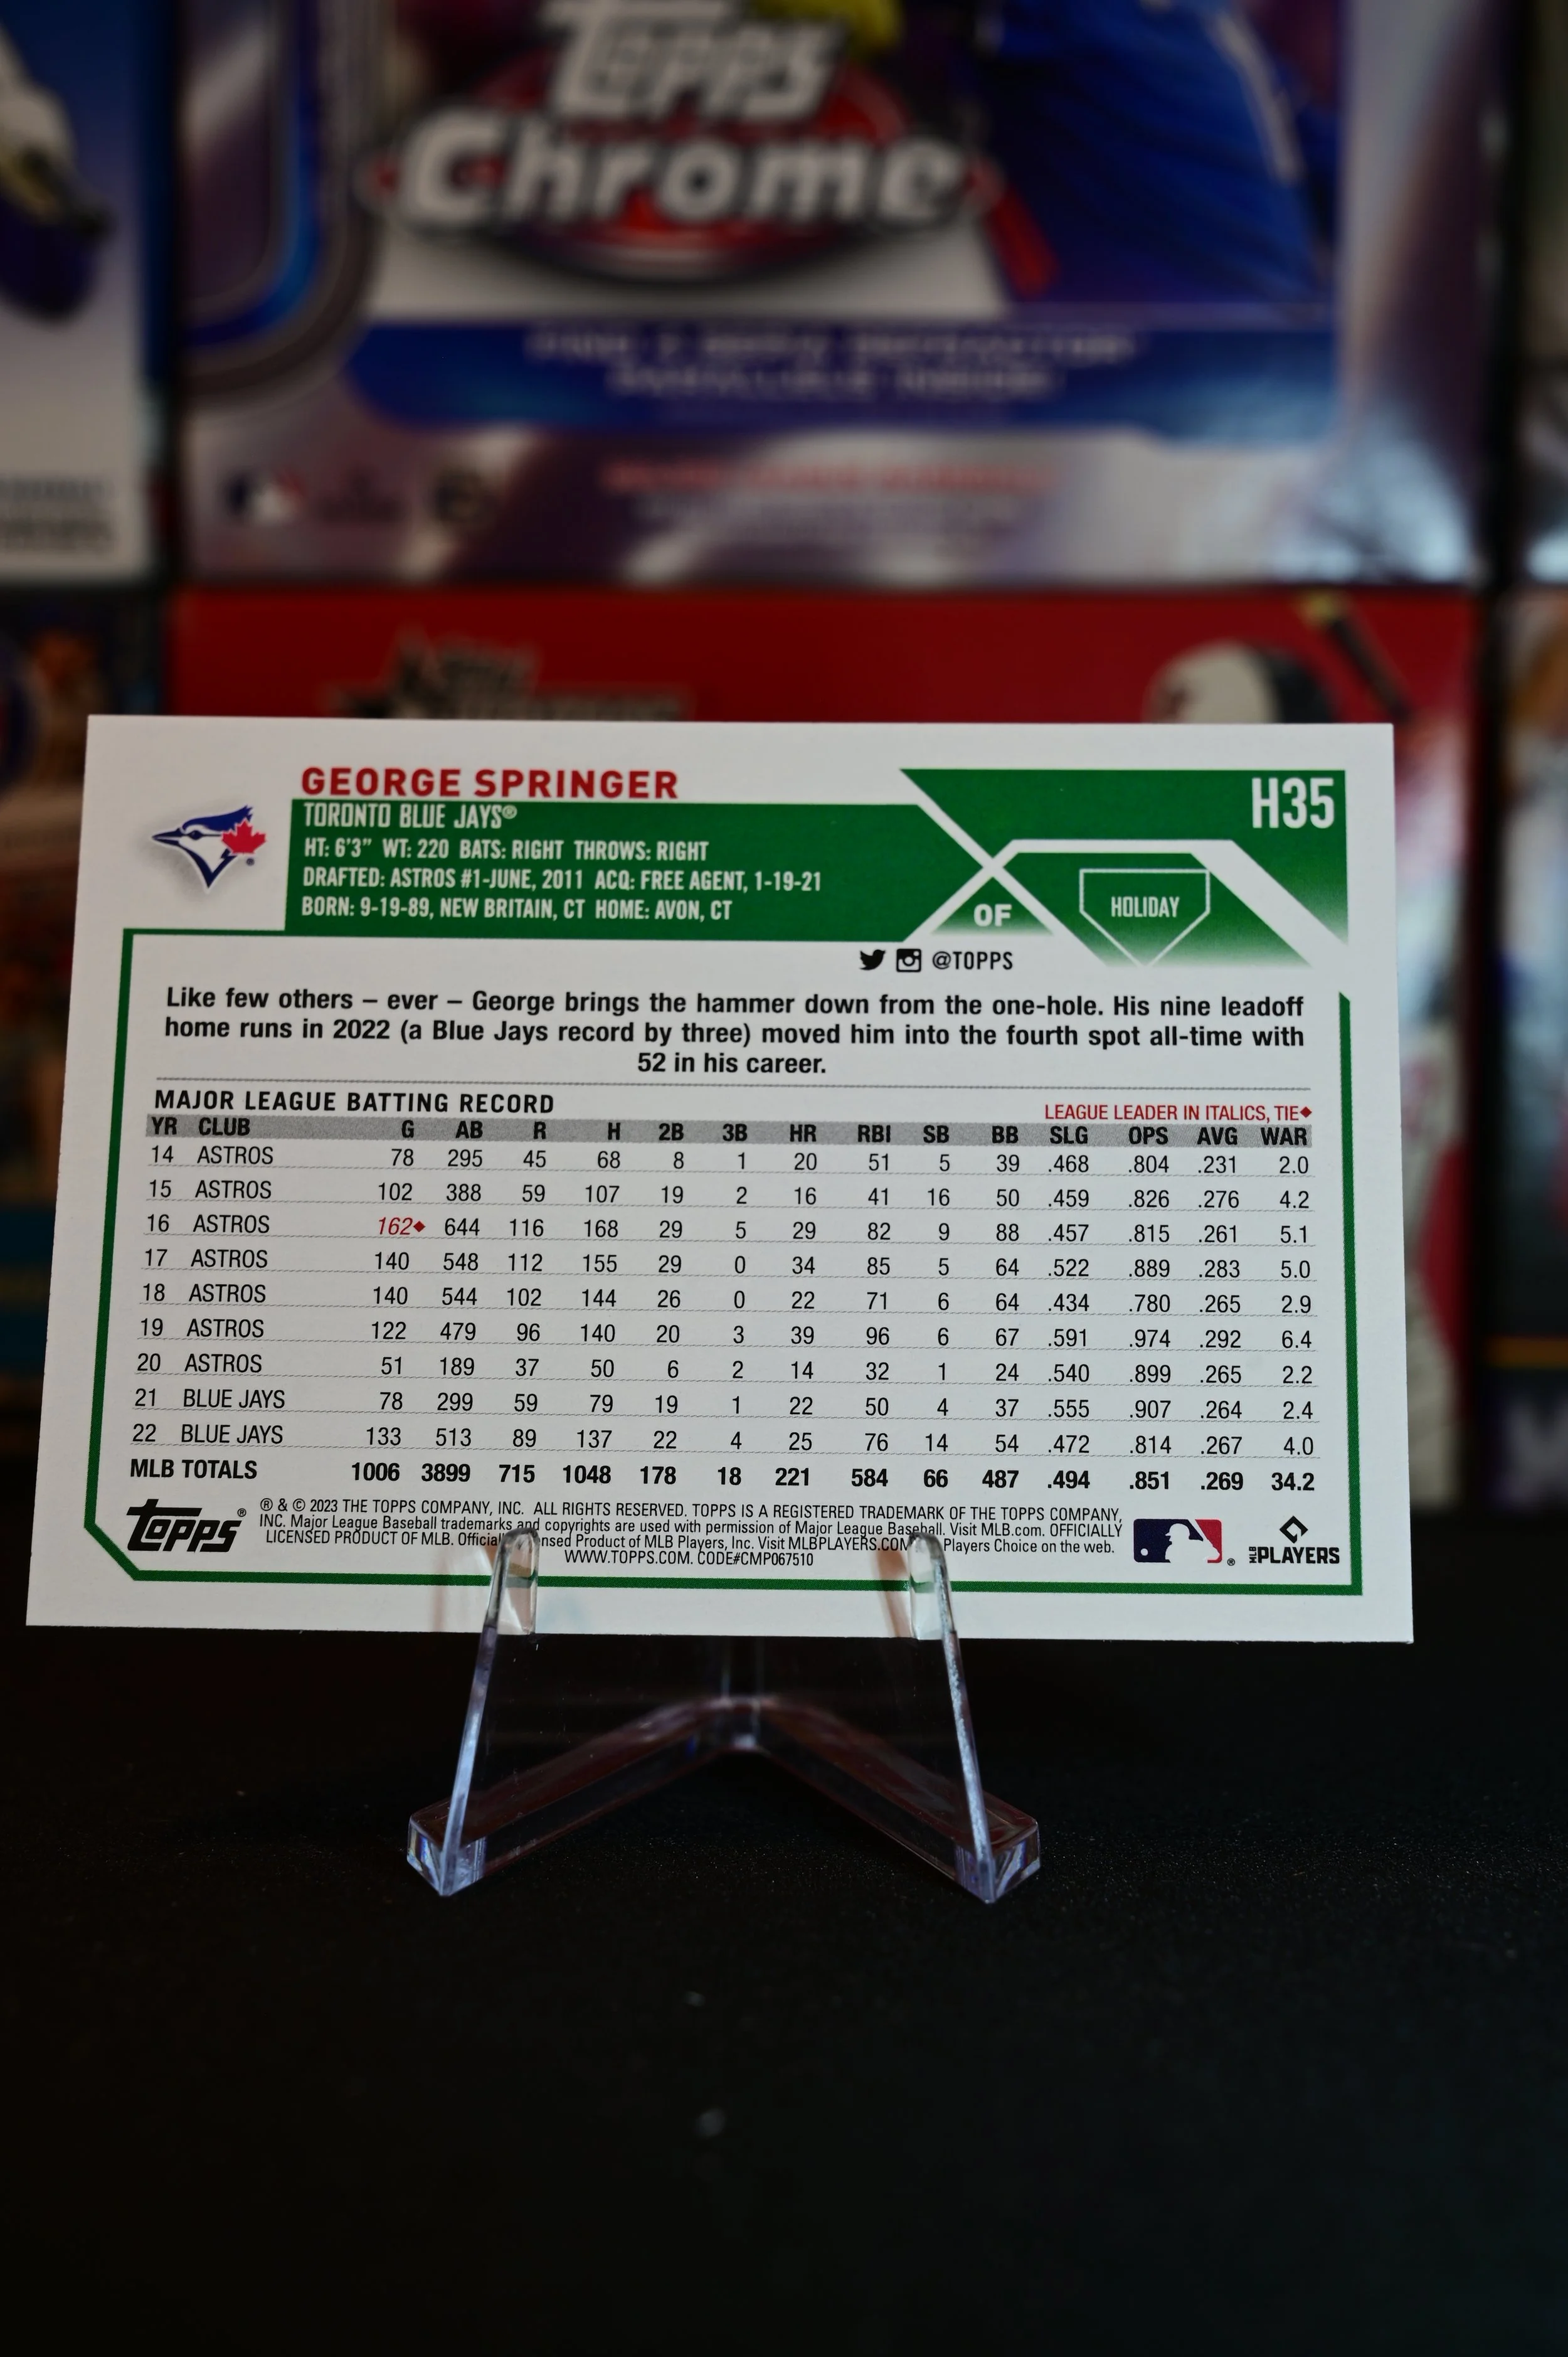 Topps
Chrome
GEORGE SPRINGER
H35
TORONTO BLUE JAYS®
HT: 6'3" WT: 220 BATS: RIGHT THROWS: RIGHT
DRAFTED: ASTROS #1-JUNE, 2011 ACQ: FREE AGENT, 1-19-21
BORN: 9-19-89, NEW BRITAIN, CT HOME: AVON, CT
OF
HOLIDAY
@TOPPS
Like few others – ever – George brings the hammer down from the one-hole. His nine leadoff
home runs in 2022 (a Blue Jays record by three) moved him into the fourth spot all-time with
52 in his career.
MAJOR LEAGUE BATTING RECORD
LEAGUE LEADER IN ITALICS, TIE◆
YR CLUB G AB R H 2B 3B HR RBI SB BB SLG OPS AVG WAR
14 ASTROS 78 295 45 68 8 1 20 51 5 39 .468 .804 .231 2.0
15 ASTROS 102 388 59 107 19 2 16 41 16 50 .459 .826 .276 4.2
16 ASTROS 162◆ 644 116 168 29 5 29 82 9 88 .457 .815 .261 5.1
17 ASTROS 140 548 112 155 29 0 34 85 5 64 .522 .889 .283 5.0
18 ASTROS 140 544 102 144 26 0 22 71 6 64 .434 .780 .265 2.9
19 ASTROS 122 479 96 140 20 3 39 96 6 67 .591 .974 .292 6.4
20 ASTROS 51 189 37 50 6 2 14 32 1 24 .540 .899 .265 2.2
21 BLUE JAYS 78 299 59 79 19 1 22 50 4 37 .555 .907 .264 2.4
22 BLUE JAYS 133 513 89 137 22 4 25 76 14 54 .472 .814 .267 4.0
MLB TOTALS 1006 3899 715 1048 178 18 221 584 66 487 .494 .851 .269 34.2
Topps®
® & © 2023 THE TOPPS COMPANY, INC. ALL RIGHTS RESERVED. TOPPS IS A REGISTERED TRADEMARK OF THE TOPPS COMPANY,
INC. Major League Baseball trademarks and copyrights are used with permission of Major League Baseball. Visit MLB.com. OFFICIALLY
LICENSED PRODUCT OF MLB. Official ensed Product of MLB Players, Inc. Visit MLBPLAYERS.COM Players Choice on the web.
WWW.TOPPS.COM. CODE#CMP067510
®
MLB PLAYERS